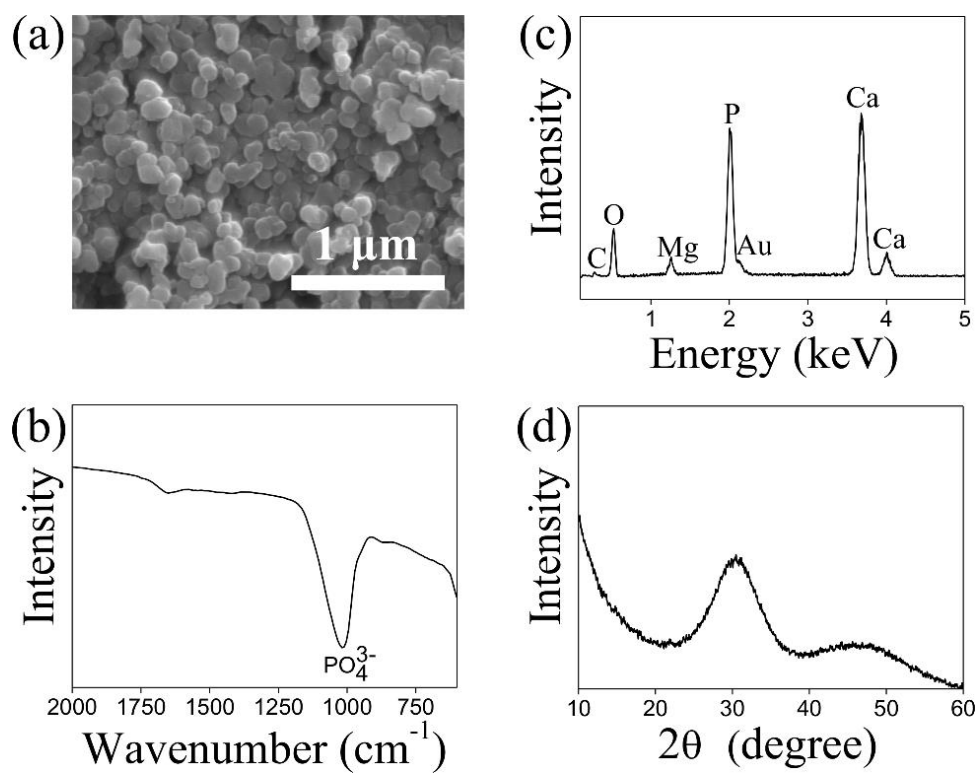 (a)
1 μm
(c)
Intensity
Ca
P
O
Au
Mg
C
Ca
1 2 3 4 5
Energy (keV)
(b)
Intensity
PO₄³⁻
2000 1750 1500 1250 1000 750
Wavenumber (cm⁻¹)
(d)
Intensity
10 20 30 40 50 60
2θ (degree)